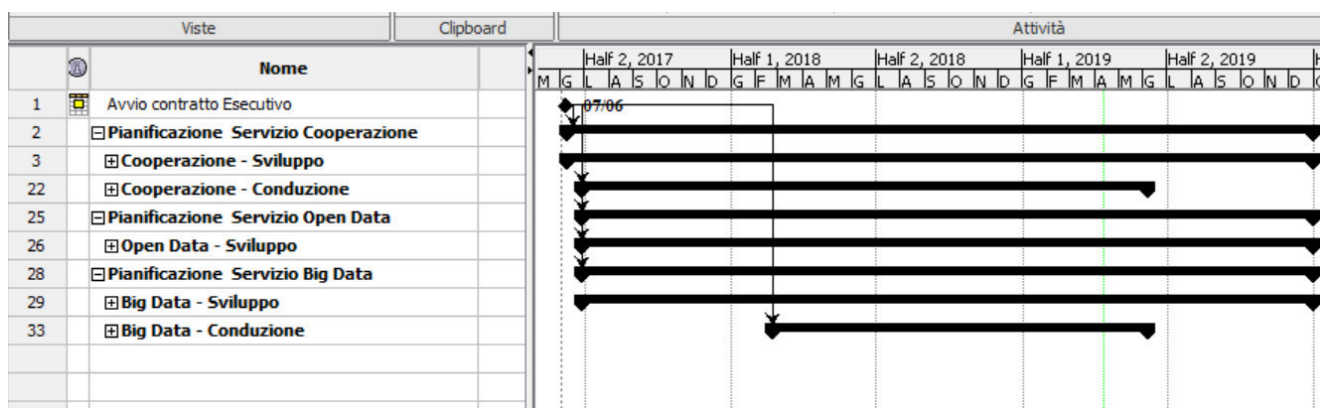 Viste Clipboard Attività
Nome
Half 2, 2017 Half 1, 2018 Half 2, 2018 Half 1, 2019 Half 2, 2019
M G L A S O N D G F M A M G L A S O N D G F M A M G L A S O N D
1 Avvio contratto Esecutivo 07/06
2 Pianificazione Servizio Cooperazione
3 Cooperazione - Sviluppo
22 Cooperazione - Conduzione
25 Pianificazione Servizio Open Data
26 Open Data - Sviluppo
28 Pianificazione Servizio Big Data
29 Big Data - Sviluppo
33 Big Data - Conduzione